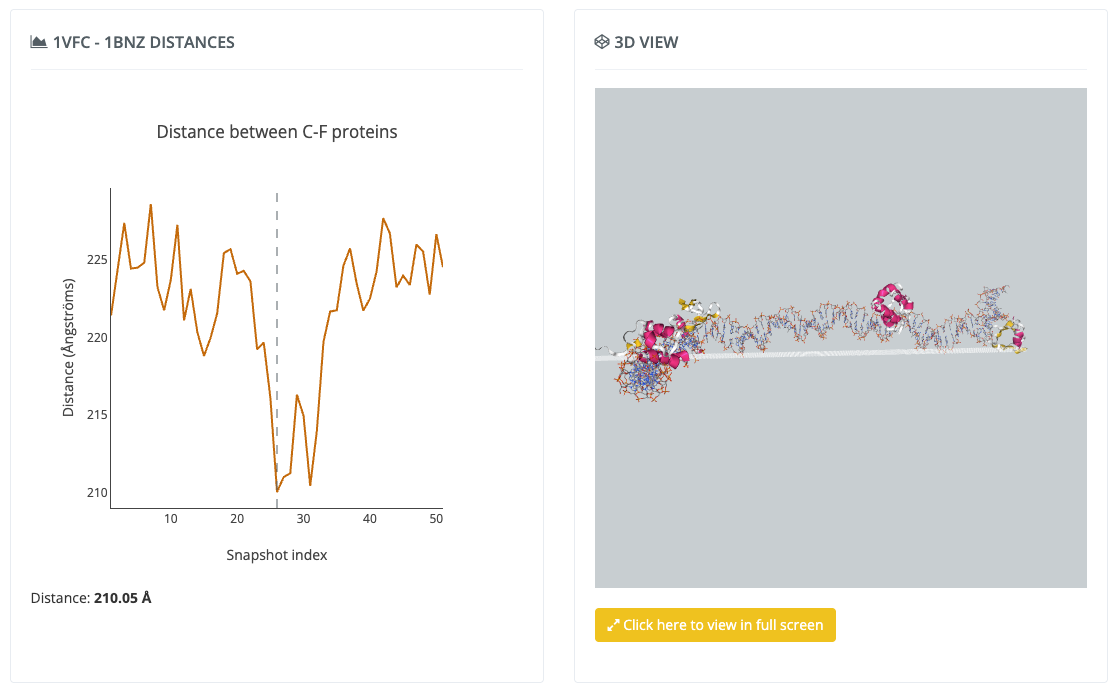 1VFC - 1BNZ DISTANCES
Distance between C-F proteins
Distance (Ångströms)
225
220
215
210
10 20 30 40 50
Snapshot index
Distance: 210.05 Å
3D VIEW
Click here to view in full screen